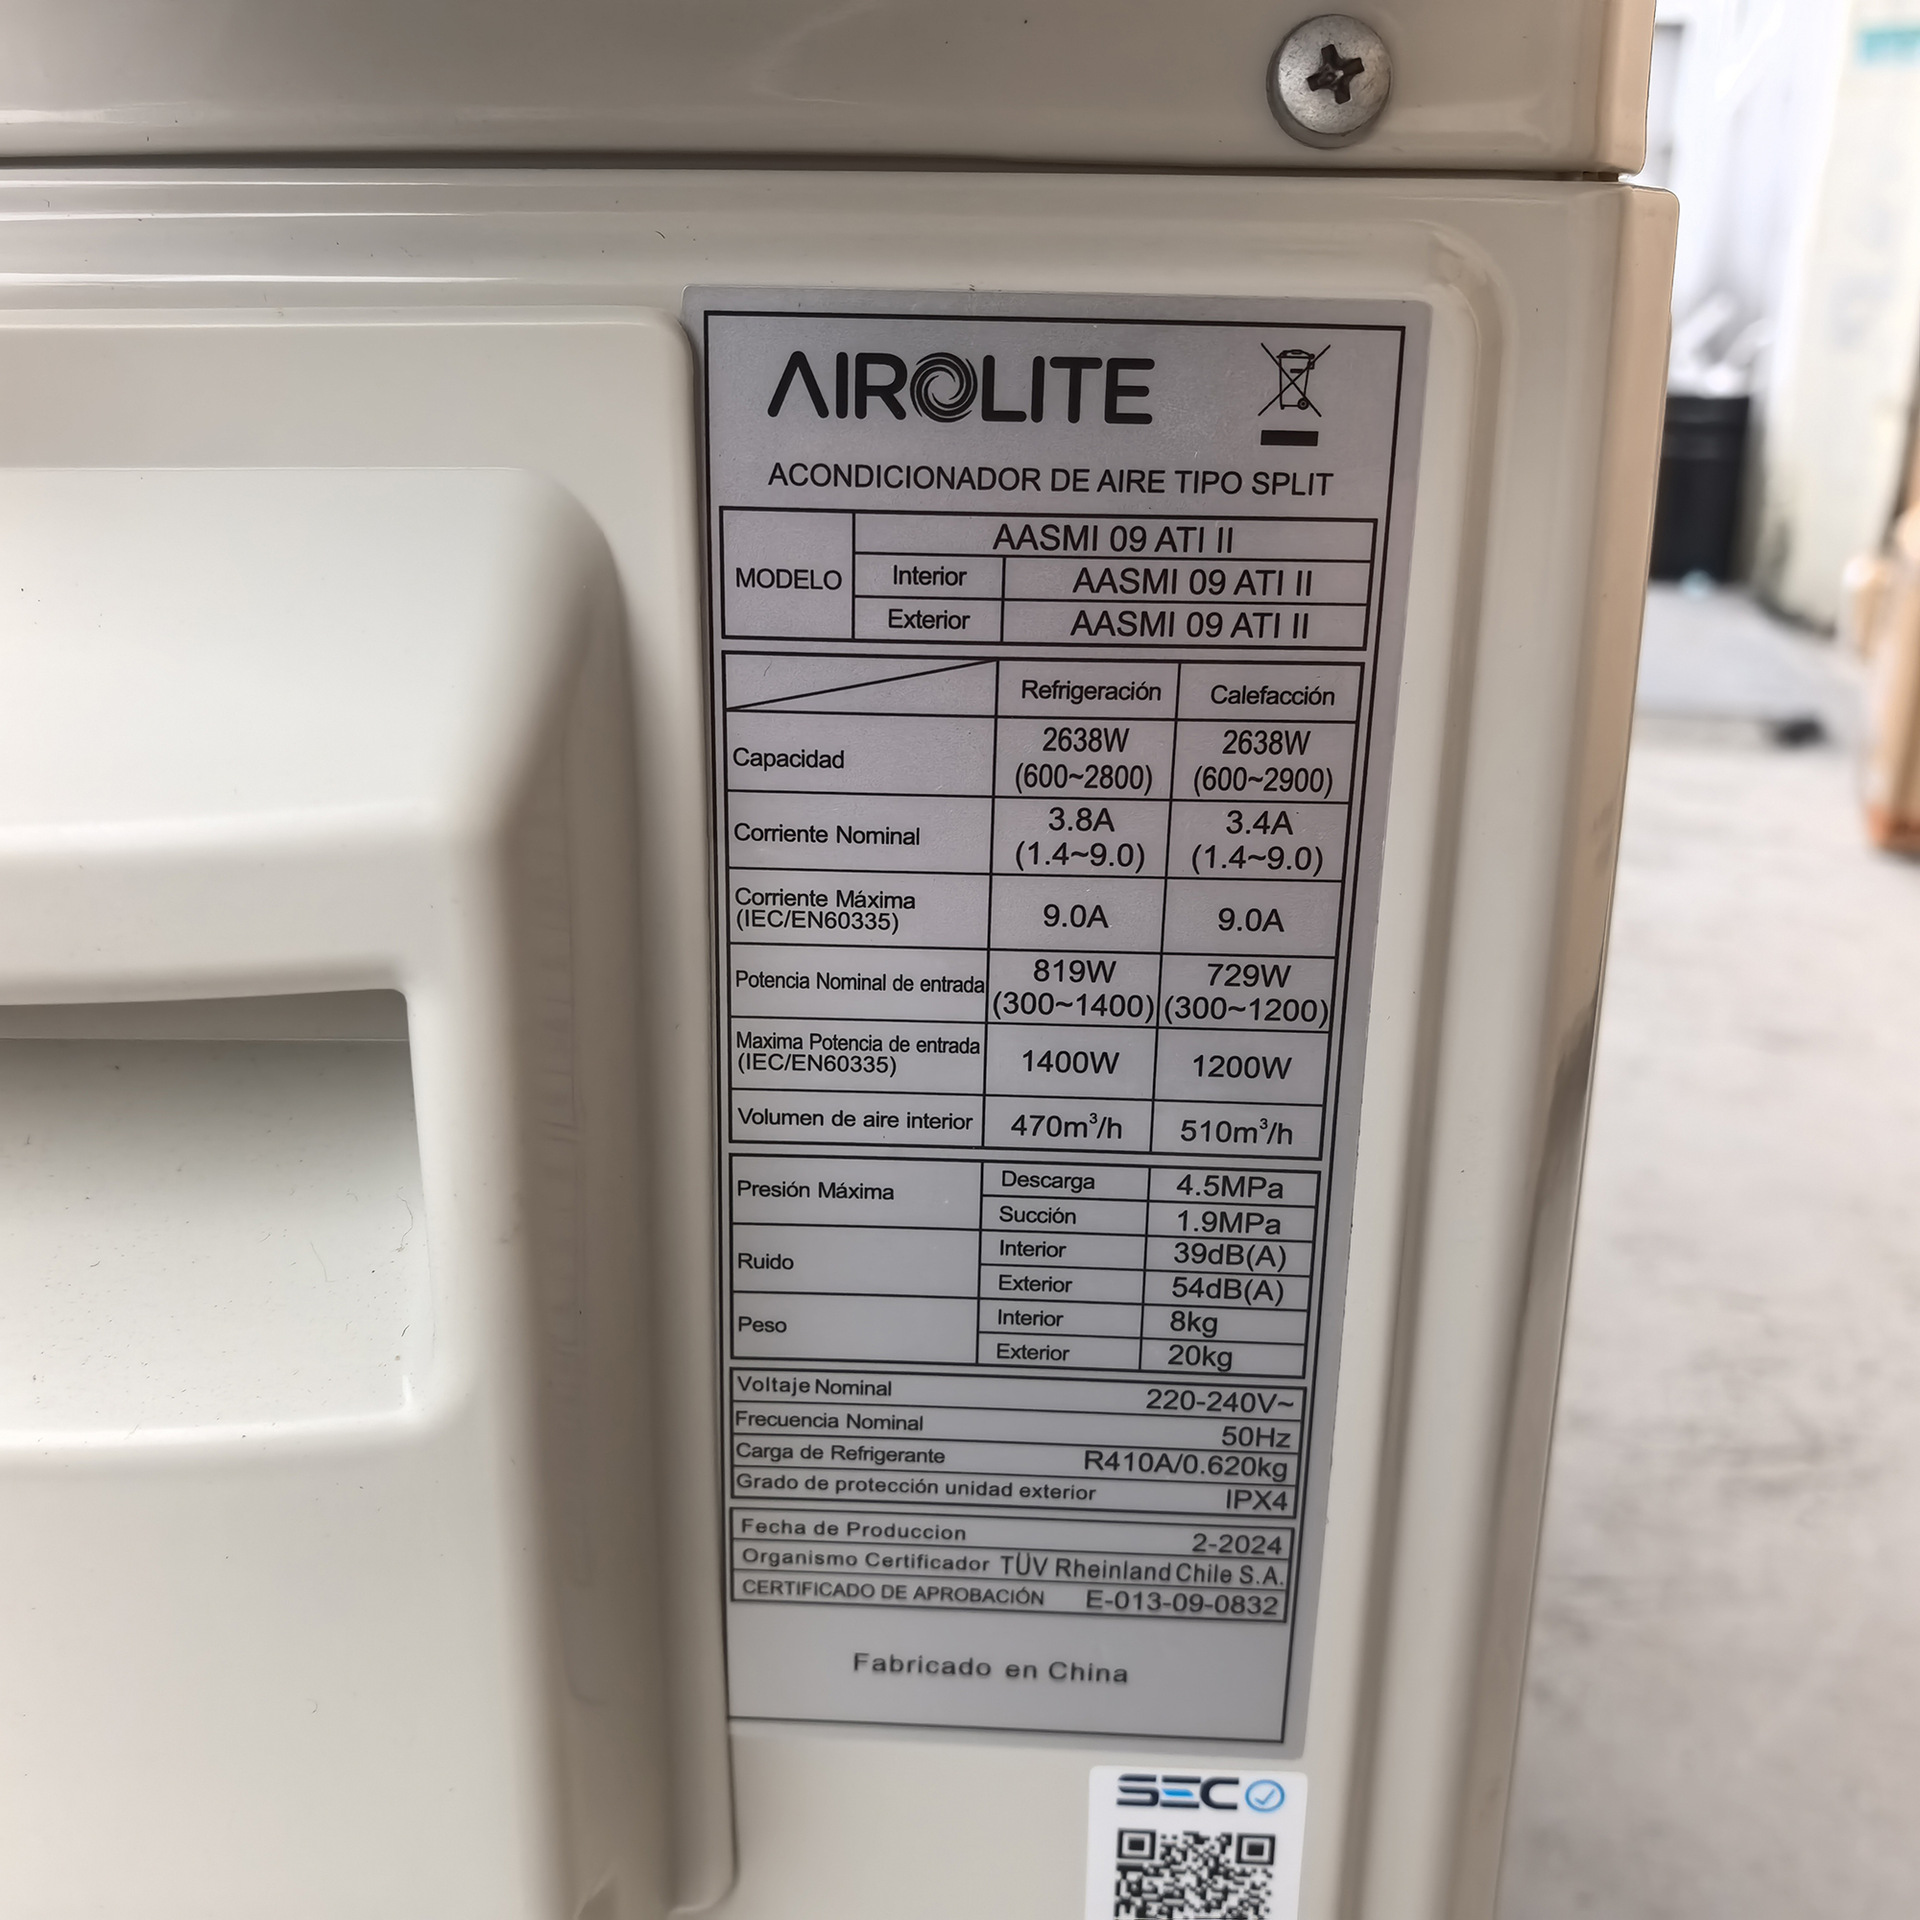 AIROLITE
ACONDICIONADOR DE AIRE TIPO SPLIT
MODELO
AASMI 09 ATI II
Interior AASMI 09 ATI II
Exterior AASMI 09 ATI II
Refrigeración Calefacción
Capacidad 2638W (600~2800) 2638W (600~2900)
Corriente Nominal 3.8A (1.4~9.0) 3.4A (1.4~9.0)
Corriente Máxima (IEC/EN60335) 9.0A 9.0A
Potencia Nominal de entrada 819W (300~1400) 729W (300~1200)
Maxima Potencia de entrada (IEC/EN60335) 1400W 1200W
Volumen de aire interior 470m³/h 510m³/h
Presión Máxima Descarga 4.5MPa
Succión 1.9MPa
Ruido Interior 39dB(A)
Exterior 54dB(A)
Peso Interior 8kg
Exterior 20kg
Voltaje Nominal 220-240V~
Frecuencia Nominal 50Hz
Carga de Refrigerante R410A/0.620kg
Grado de protección unidad exterior IPX4
Fecha de Produccion 2-2024
Organismo Certificador TÜV Rheinland Chile S.A.
CERTIFICADO DE APROBACIÓN E-013-09-0832
Fabricado en China
SEC